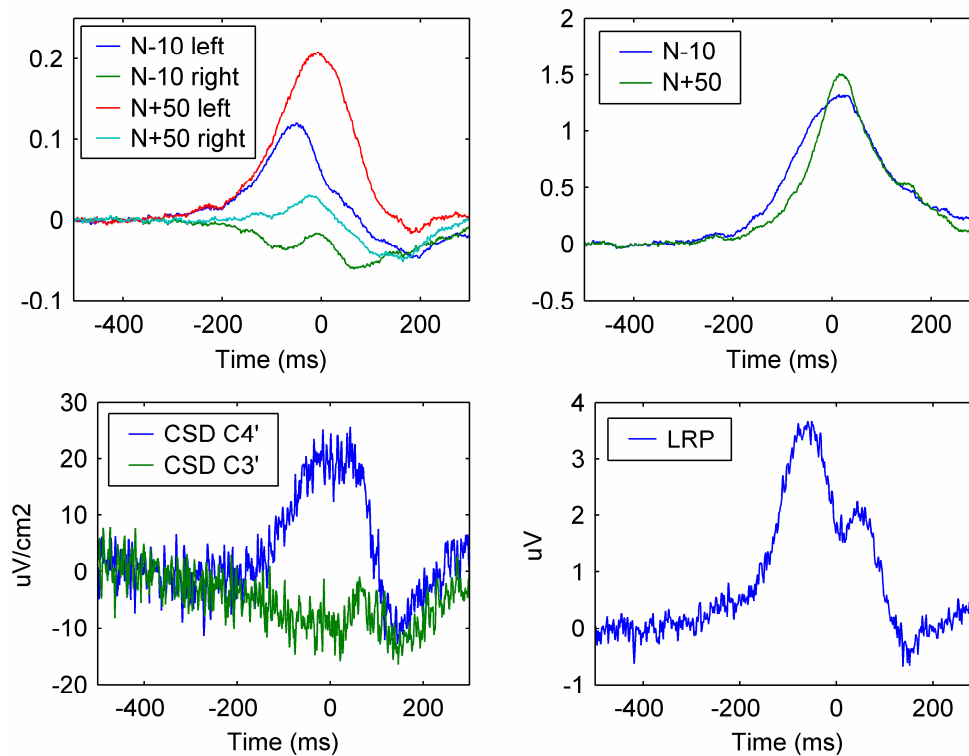 0.2
0.1
0
-0.1
N-10 left
N-10 right
N+50 left
N+50 right
-400 -200 0 200
Time (ms)
2
1.5
1
0.5
0
-0.5
N-10
N+50
-400 -200 0 200
Time (ms)
30
20
10
0
-10
-20
uV/cm2
CSD C4'
CSD C3'
-400 -200 0 200
Time (ms)
4
3
2
1
0
-1
uV
LRP
-400 -200 0 200
Time (ms)